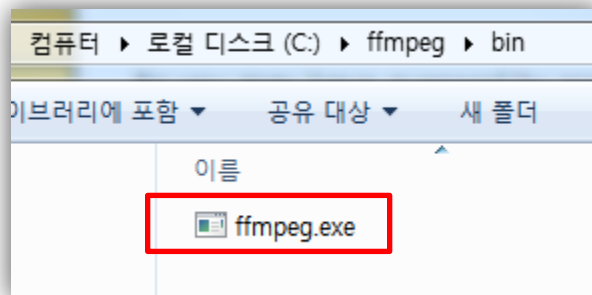 컴퓨터 ▶ 로컬 디스크 (C:) ▶ ffmpeg ▶ bin
이브러리에 포함 ▼ 공유 대상 ▼ 새 폴더
이름
ffmpeg.exe